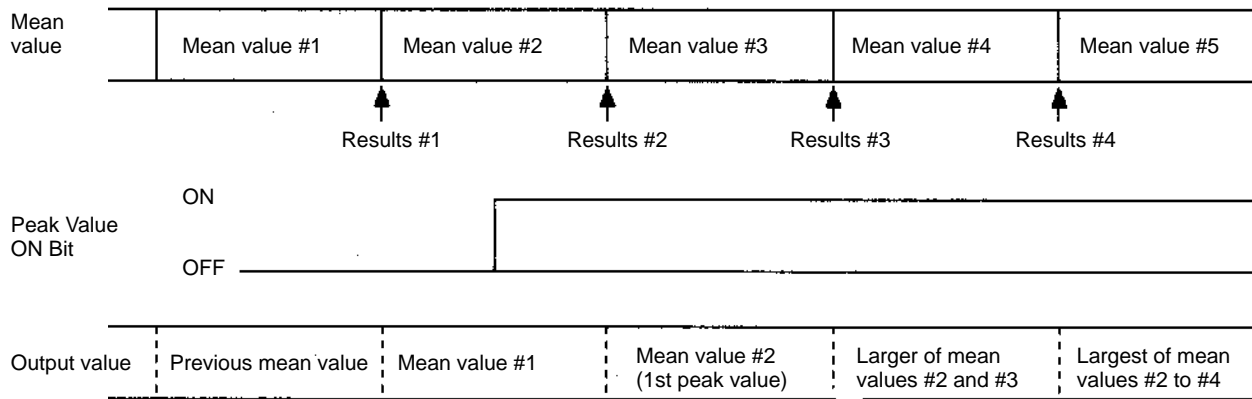 Mean
value
Mean value #1
Mean value #2
Mean value #3
Mean value #4
Mean value #5
Results #1
Results #2
Results #3
Results #4
Peak Value
ON Bit
ON
OFF
Output value
Previous mean value
Mean value #1
Mean value #2
(1st peak value)
Larger of mean
values #2 and #3
Largest of mean
values #2 to #4